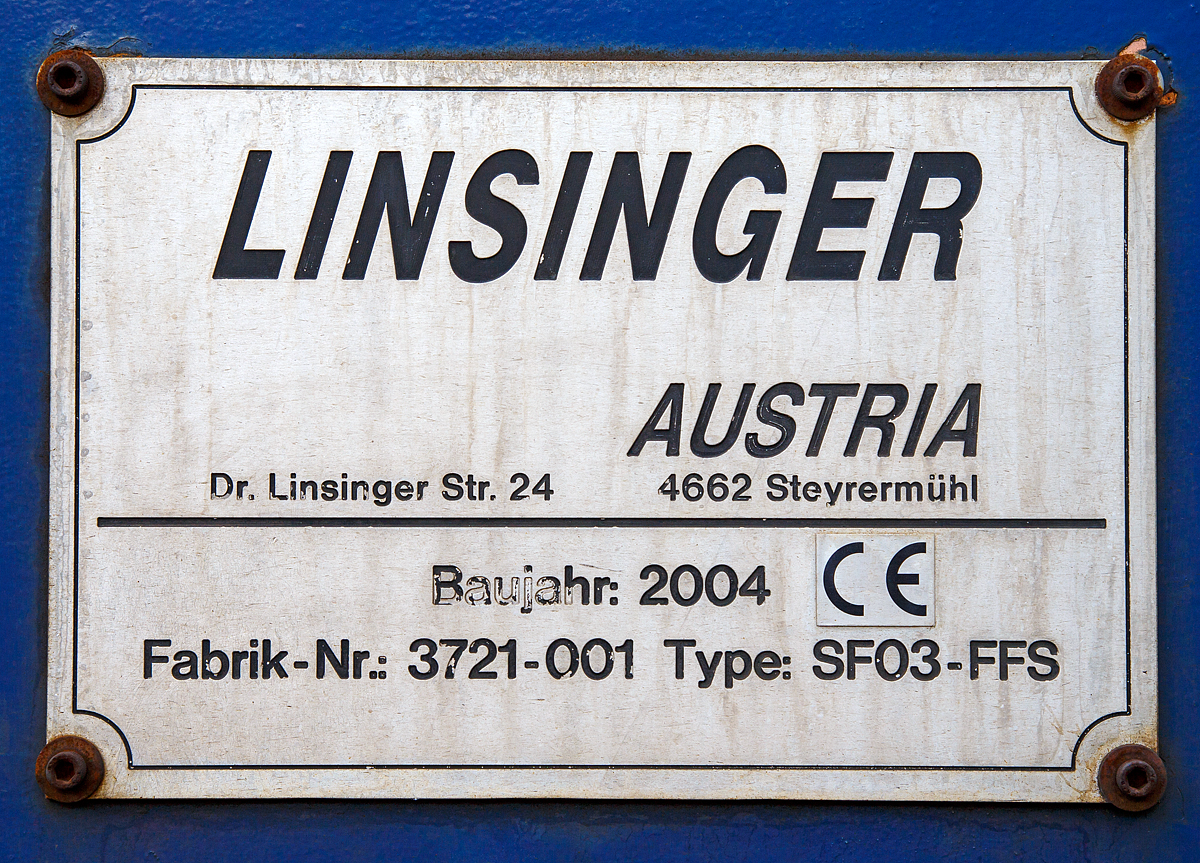 LINSINGER
AUSTRIA
Dr. Linsinger Str. 24 4662 Steyrermühl
Baujahr: 2004 CE
Fabrik-Nr.: 3721-001 Type: SF03-FFS